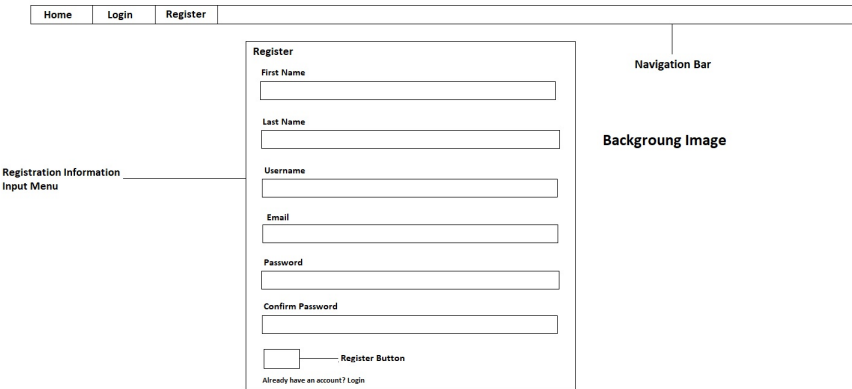 Home Login Register
Navigation Bar
Register
First Name
Last Name
Backgroung Image
Registration Information
Input Menu
Username
Email
Password
Confirm Password
Register Button
Already have an account? Login